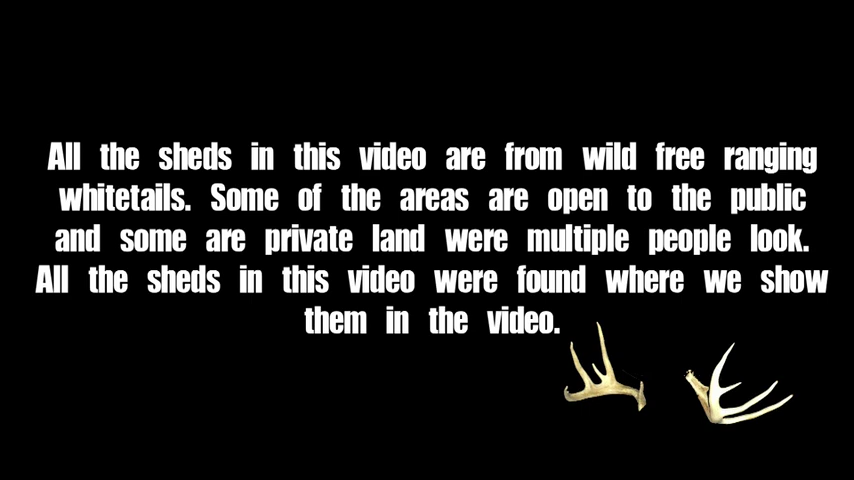 All the sheds in this video are from wild free ranging
whitetails. Some of the areas are open to the public
and some are private land were multiple people look.
All the sheds in this video were found where we show
them in the video.